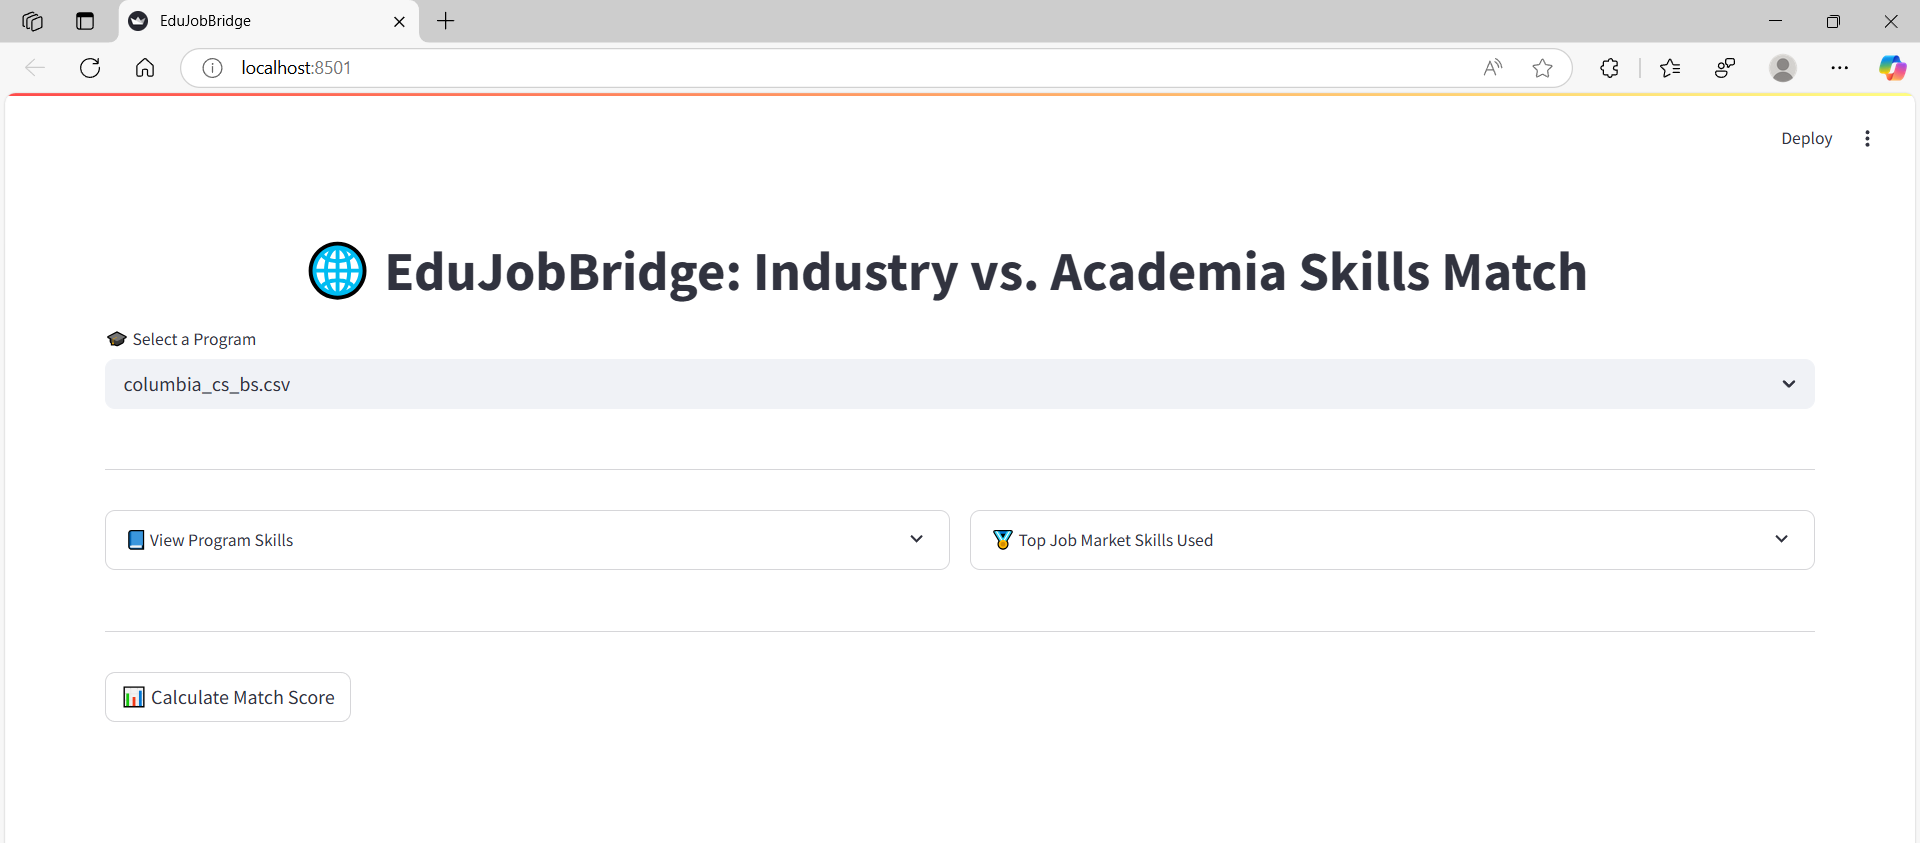 EduJobBridge
localhost:8501
Deploy
EduJobBridge: Industry vs. Academia Skills Match
Select a Program
columbia_cs_bs.csv
View Program Skills
Top Job Market Skills Used
Calculate Match Score